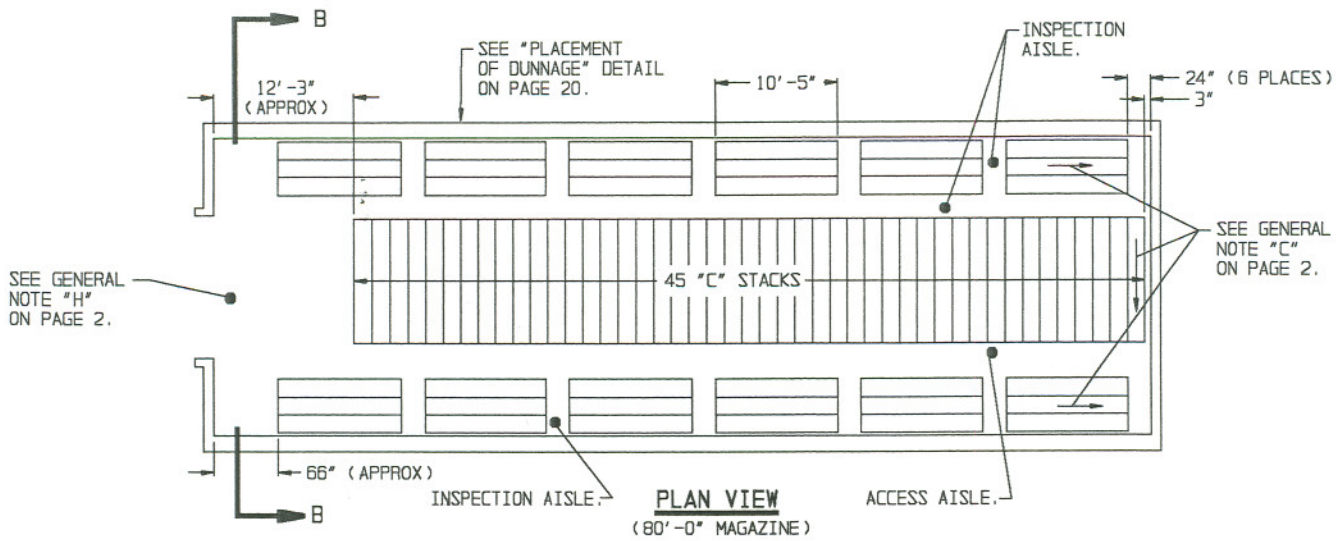 B
SEE "PLACEMENT
OF DUNNAGE" DETAIL
ON PAGE 20.
INSPECTION
AISLE.
12'-3"
(APPROX)
10'-5"
24" (6 PLACES)
3"
SEE GENERAL
NOTE "H"
ON PAGE 2.
45 "C" STACKS
SEE GENERAL
NOTE "C"
ON PAGE 2.
66" (APPROX)
INSPECTION AISLE.
PLAN VIEW
(80'-0" MAGAZINE)
ACCESS AISLE.
B